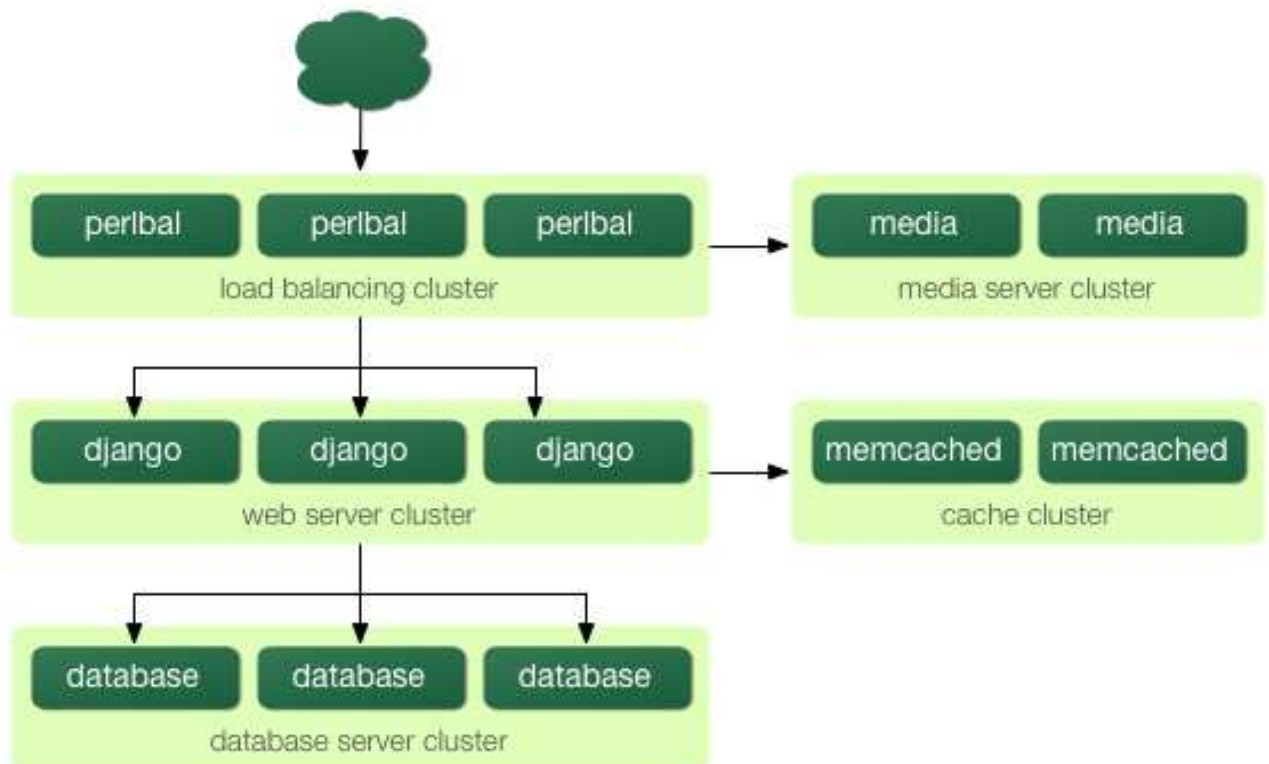 perlbal perlbal perlbal
load balancing cluster
media media
media server cluster
django django django
web server cluster
memcached memcached
cache cluster
database database database
database server cluster